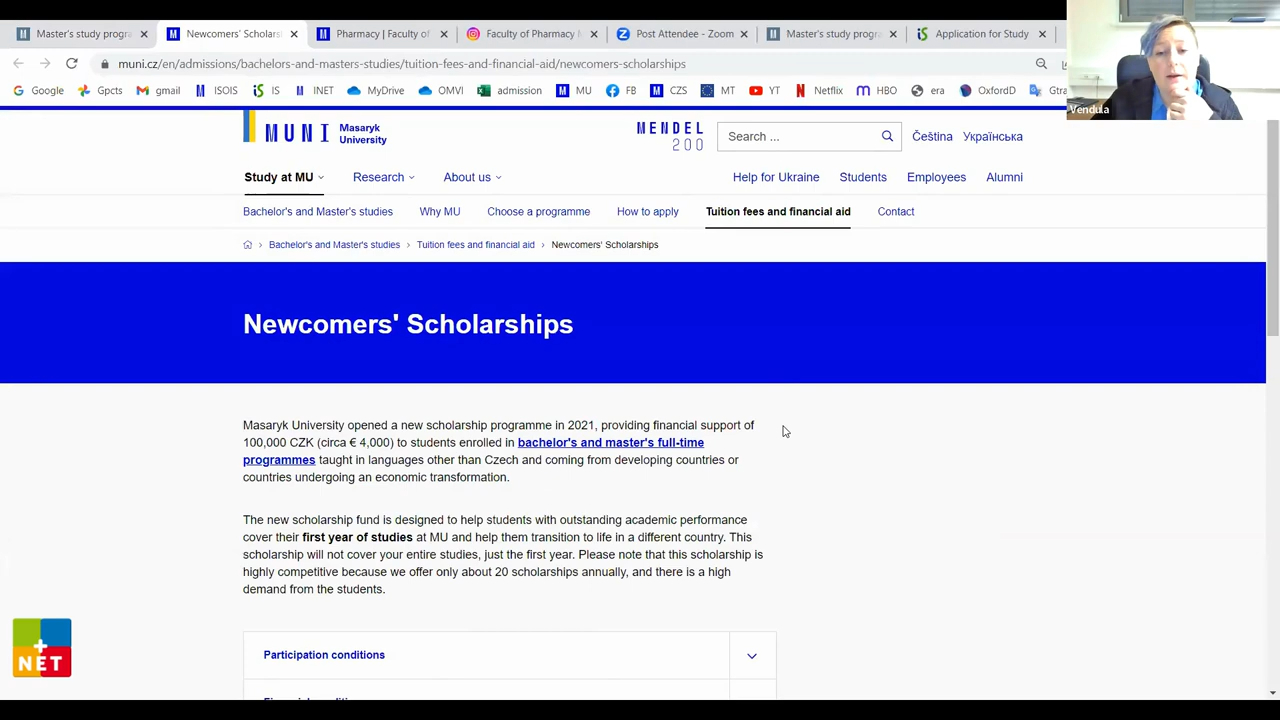 Master's study progra
Newcomers' Scholarshi
Pharmacy | Faculty of
Faculty of Pharmacy
Post Attendee - Zoom
Master's study progra
Application for Study
muni.cz/en/admissions/bachelors-and-masters-studies/tuition-fees-and-financial-aid/newcomers-scholarships
Google Gpcts gmail ISOIS IS INET MyDrive OMVI admission MU FB CZS MT YT Netflix HBO era OxfordD Gtra
Vendula
MUNI Masaryk
University
MENDEL
200
Search ...
Čeština Українська
Study at MU Research About us Help for Ukraine Students Employees Alumni
Bachelor's and Master's studies Why MU Choose a programme How to apply Tuition fees and financial aid Contact
Bachelor's and Master's studies › Tuition fees and financial aid › Newcomers' Scholarships
Newcomers' Scholarships
Masaryk University opened a new scholarship programme in 2021, providing financial support of
100,000 CZK (circa € 4,000) to students enrolled in bachelor's and master's full-time
programmes taught in languages other than Czech and coming from developing countries or
countries undergoing an economic transformation.
The new scholarship fund is designed to help students with outstanding academic performance
cover their first year of studies at MU and help them transition to life in a different country. This
scholarship will not cover your entire studies, just the first year. Please note that this scholarship is
highly competitive because we offer only about 20 scholarships annually, and there is a high
demand from the students.
Participation conditions
+NET